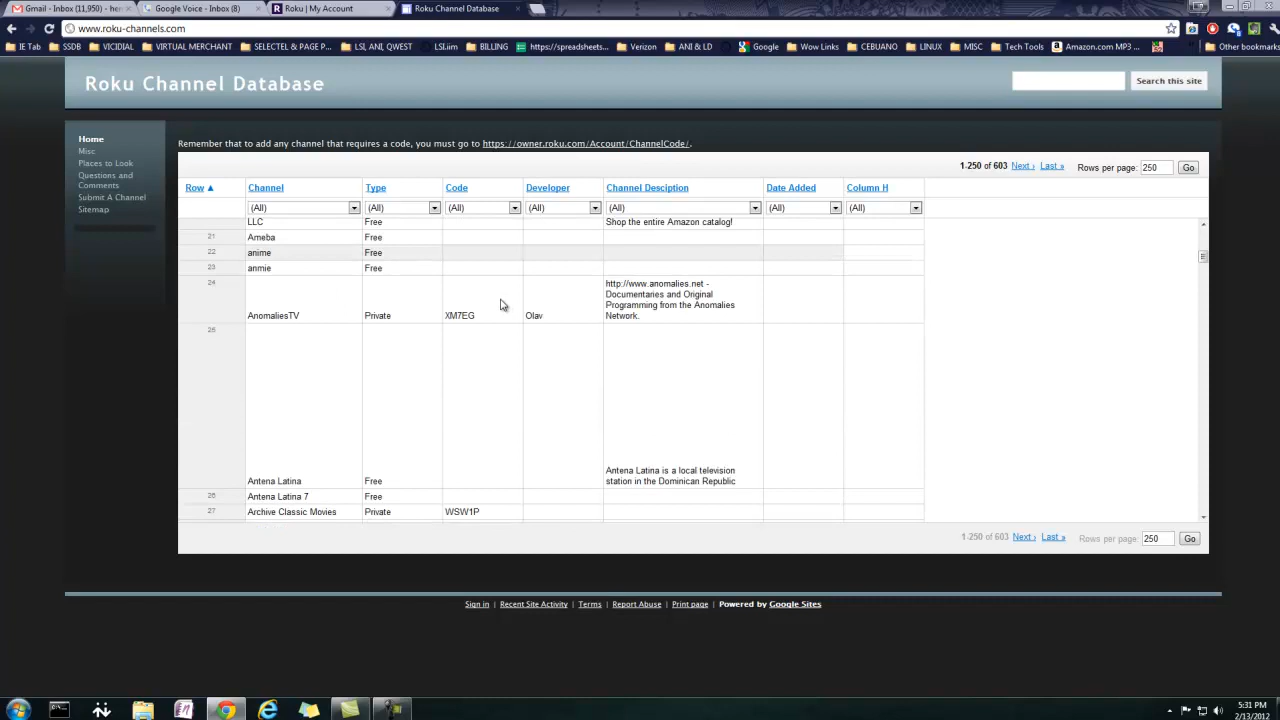 Gmail - Inbox (11,950) - hen
Google Voice - Inbox (8)
Roku | My Account
Roku Channel Database
www.roku-channels.com
IE Tab
SSDB
VICIDIAL
VIRTUAL MERCHANT
SELECTEL & PAGE P...
LSI, ANI, QWEST
LSI.iim
BILLING
https://spreadsheets...
Verizon
ANI & LD
Google
Wow Links
CEBUANO
LINUX
MISC
Tech Tools
Amazon.com MP3 ...
Other bookmarks
Roku Channel Database
Search this site
Home
Misc
Places to Look
Questions and
Comments
Submit A Channel
Sitemap
Remember that to add any channel that requires a code, you must go to https://owner.roku.com/Account/ChannelCode/.
1-250 of 603 Next › Last » Rows per page: 250 Go
Row ▲ Channel Type Code Developer Channel Desciption Date Added Column H
(All) (All) (All) (All) (All) (All) (All)
LLC Free Shop the entire Amazon catalog!
21 Ameba Free
22 anime Free
23 anmie Free
24 http://www.anomalies.net -
Documentaries and Original
Programming from the Anomalies
AnomaliesTV Private XM7EG Olav Network.
25
Antena Latina is a local television
Antena Latina Free station in the Dominican Republic
26 Antena Latina 7 Free
27 Archive Classic Movies Private WSW1P
1-250 of 603 Next › Last » Rows per page: 250 Go
Sign in | Recent Site Activity | Terms | Report Abuse | Print page | Powered by Google Sites
5:31 PM
2/13/2012